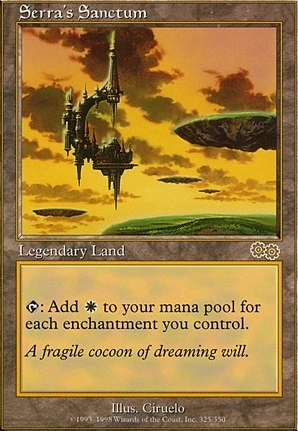 Serra's Sanctum
Legendary Land
: Add to your mana pool for
each enchantment you control.
A fragile cocoon of dreaming will.
Illus. Ciruelo
© 1993-1998 Wizards of the Coast, Inc. 325/350